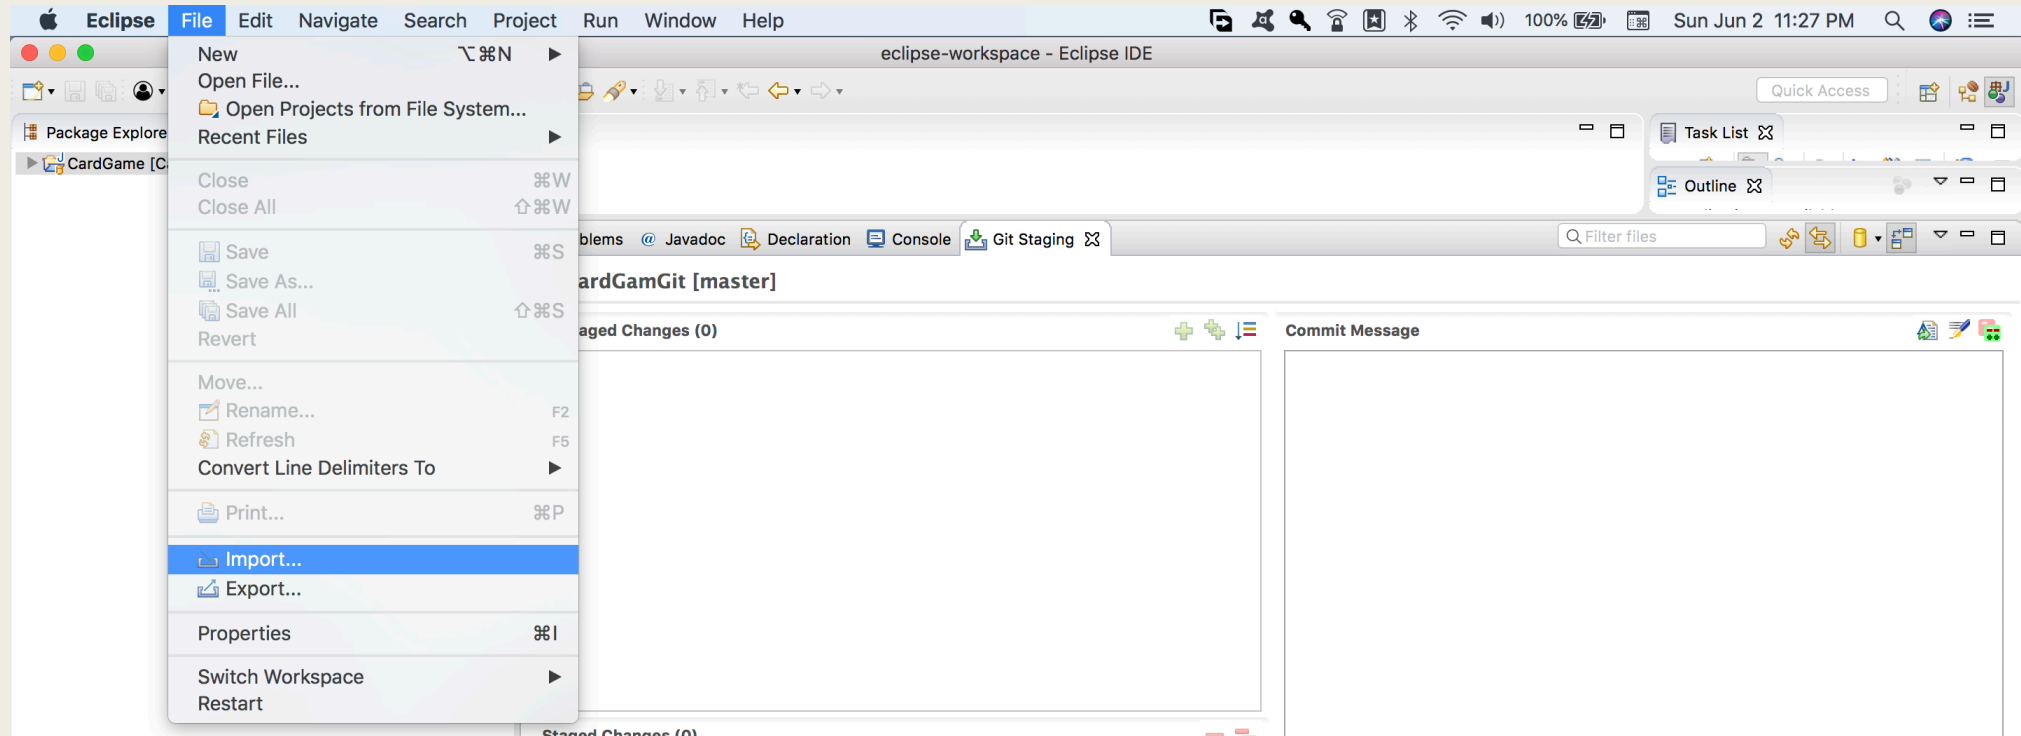 Eclipse File Edit Navigate Search Project Run Window Help 100% Sun Jun 2 11:27 PM
eclipse-workspace - Eclipse IDE
New ⌥⌘N ▶
Open File...
Open Projects from File System...
Recent Files ▶
Close ⌘W
Close All ⇧⌘W
Save ⌘S
Save As...
Save All ⇧⌘S
Revert
Move...
Rename... F2
Refresh F5
Convert Line Delimiters To ▶
Print... ⌘P
Import...
Export...
Properties ⌘I
Switch Workspace ▶
Restart
Quick Access
Package Explore
CardGame [C
Task List
Outline
blems @ Javadoc Declaration Console Git Staging
Filter files
ardGamGit [master]
aged Changes (0)
Commit Message
Staged Changes (0)